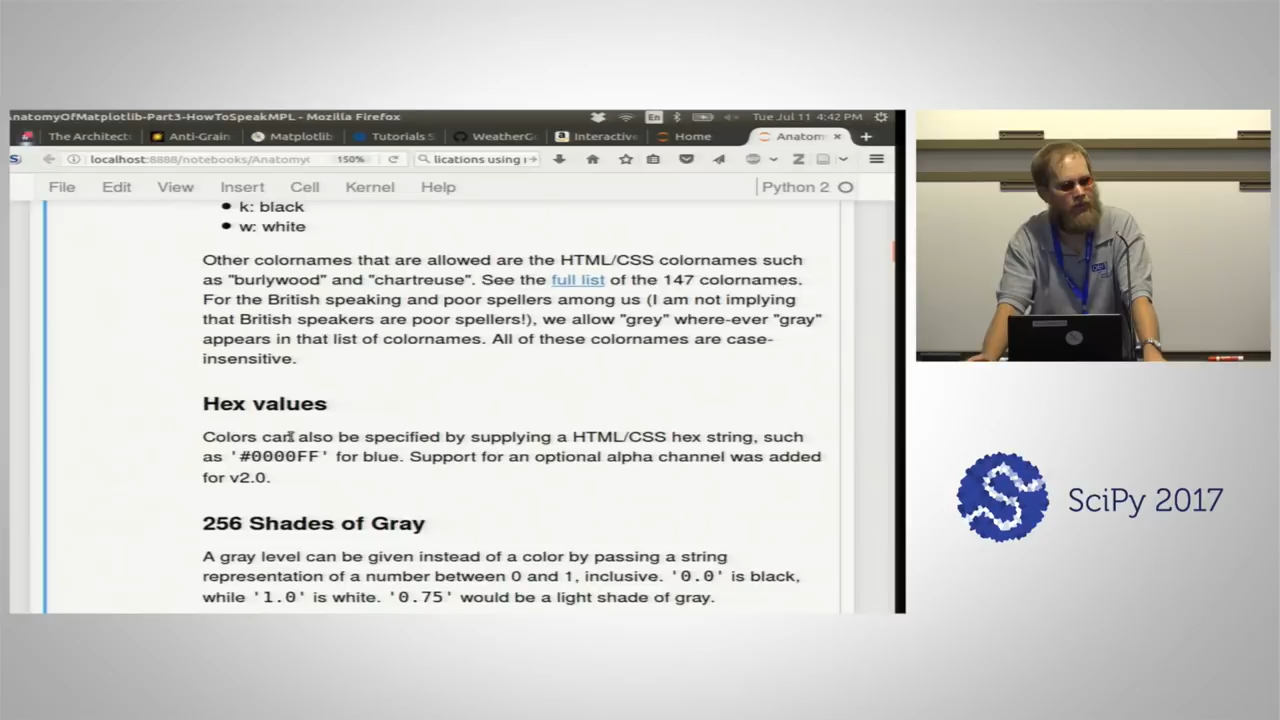 AnatomyOfMatplotlib-Part3-HowToSpeakMPL - Mozilla Firefox
En
Tue Jul 11 4:42 PM
The Architect
Anti-Grain
Matplotlib
Tutorials S
WeatherG
Interactive
Home
Anatom
localhost:8888/notebooks/Anatomy
150%
lications using
File Edit View Insert Cell Kernel Help
Python 2
k: black
w: white
Other colornames that are allowed are the HTML/CSS colornames such
as "burlywood" and "chartreuse". See the full list of the 147 colornames.
For the British speaking and poor spellers among us (I am not implying
that British speakers are poor spellers!), we allow "grey" where-ever "gray"
appears in that list of colornames. All of these colornames are case-
insensitive.
Hex values
Colors can also be specified by supplying a HTML/CSS hex string, such
as '#0000FF' for blue. Support for an optional alpha channel was added
for v2.0.
256 Shades of Gray
A gray level can be given instead of a color by passing a string
representation of a number between 0 and 1, inclusive. '0.0' is black,
while '1.0' is white. '0.75' would be a light shade of gray.
SciPy 2017